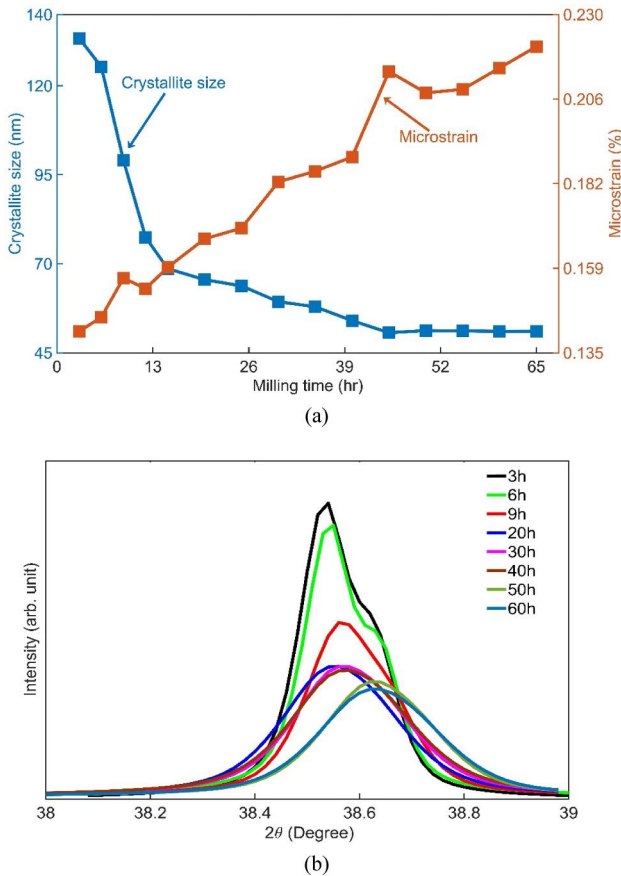 140
120
95
70
45
Crystallite size (nm)
Crystallite size
Microstrain
0.230
0.206
0.182
0.159
0.135
Microstrain (%)
0
13
26
39
52
65
Milling time (hr)
(a)
Intensity (arb. unit)
3h
6h
9h
20h
30h
40h
50h
60h
38
38.2
38.4
38.6
38.8
39
2θ (Degree)
(b)